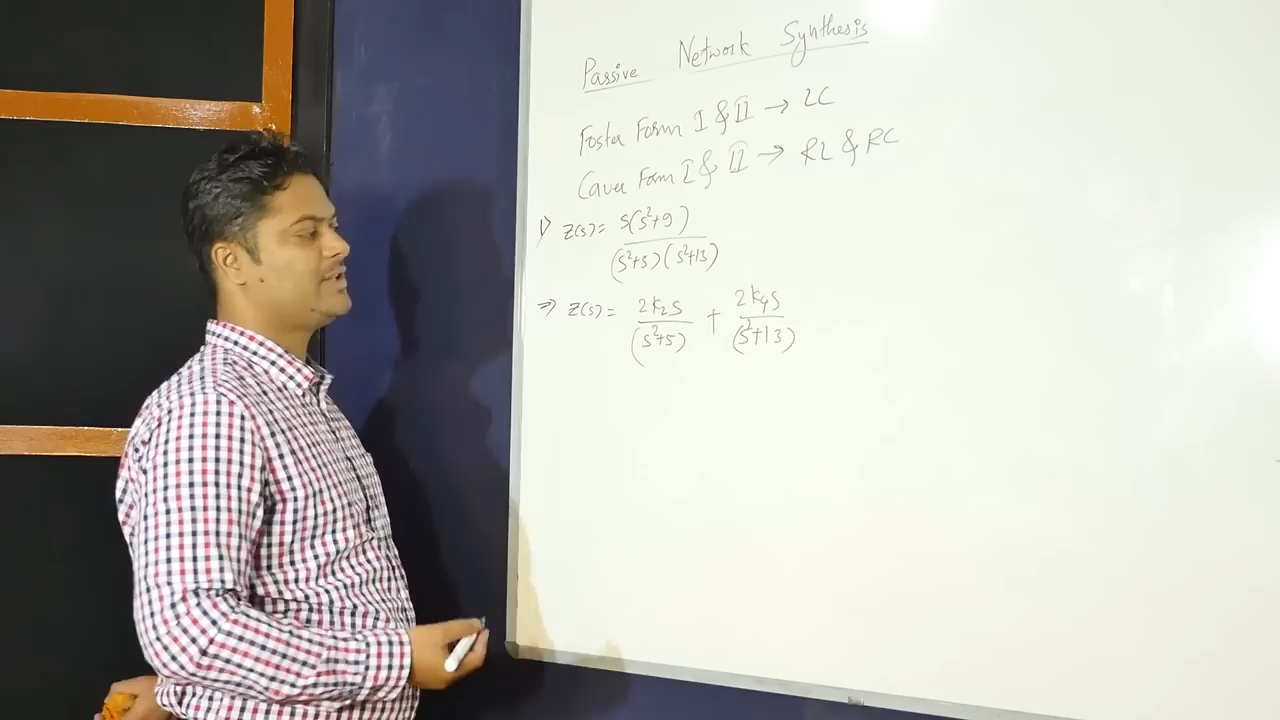 Passive Network Synthesis
Foster Form I & II → LC
Cauer Form I & II → RL & RC
1) Z(s) = s(s²+9)
(s²+5)(s²+13)
⇒ Z(s) = 2k₂s + 2k₄s
(s²+5) (s²+13)